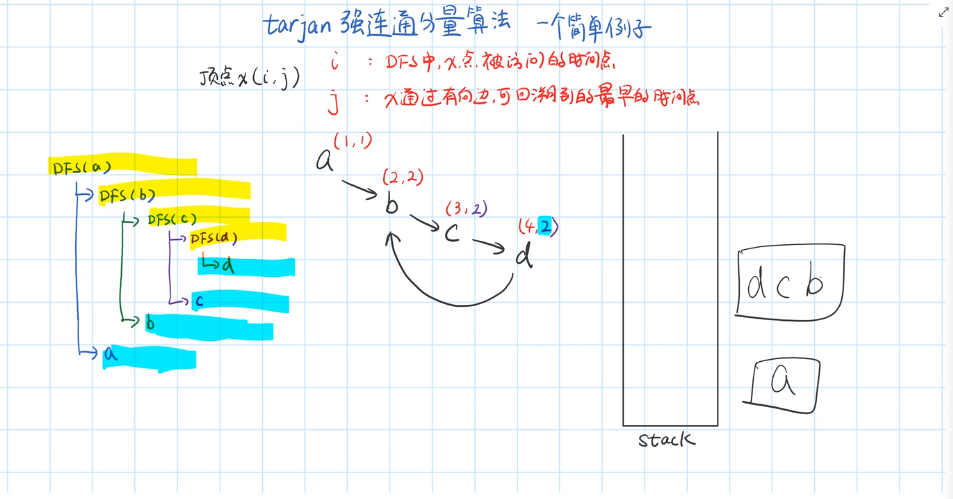 tarjan 强连通分量算法 一个简单例子
顶点x(i,j)
i : DFS中,x点被访问的时间点
j : x通过有向边,可回溯到的最早的时间点
DFS(a)
DFS(b)
DFS(c)
DFS(d)
d
c
b
a
a (1,1)
b (2,2)
c (3,2)
d (4,2)
d c b
a
stack